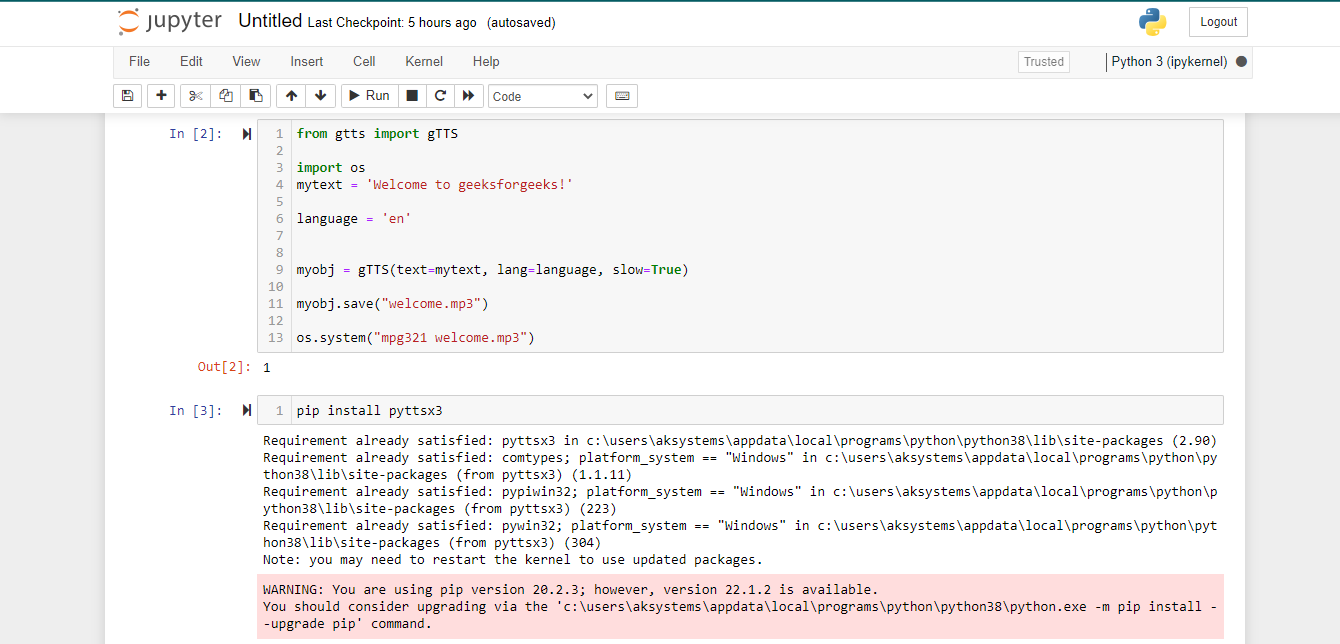 jupyter Untitled Last Checkpoint: 5 hours ago (autosaved) Logout
File Edit View Insert Cell Kernel Help Trusted Python 3 (ipykernel)
Run Code
In [2]: 1 from gtts import gTTS
2
3 import os
4 mytext = 'Welcome to geeksforgeeks!'
5
6 language = 'en'
7
8
9 myobj = gTTS(text=mytext, lang=language, slow=True)
10
11 myobj.save("welcome.mp3")
12
13 os.system("mpg321 welcome.mp3")
Out[2]: 1
In [3]: 1 pip install pyttsx3
Requirement already satisfied: pyttsx3 in c:\users\aksystems\appdata\local\programs\python\python38\lib\site-packages (2.90)
Requirement already satisfied: comtypes; platform_system == "Windows" in c:\users\aksystems\appdata\local\programs\python\py
thon38\lib\site-packages (from pyttsx3) (1.1.11)
Requirement already satisfied: pypiwin32; platform_system == "Windows" in c:\users\aksystems\appdata\local\programs\python\p
ython38\lib\site-packages (from pyttsx3) (223)
Requirement already satisfied: pywin32; platform_system == "Windows" in c:\users\aksystems\appdata\local\programs\python\pyt
hon38\lib\site-packages (from pyttsx3) (304)
Note: you may need to restart the kernel to use updated packages.
WARNING: You are using pip version 20.2.3; however, version 22.1.2 is available.
You should consider upgrading via the 'c:\users\aksystems\appdata\local\programs\python\python38\python.exe -m pip install -
-upgrade pip' command.